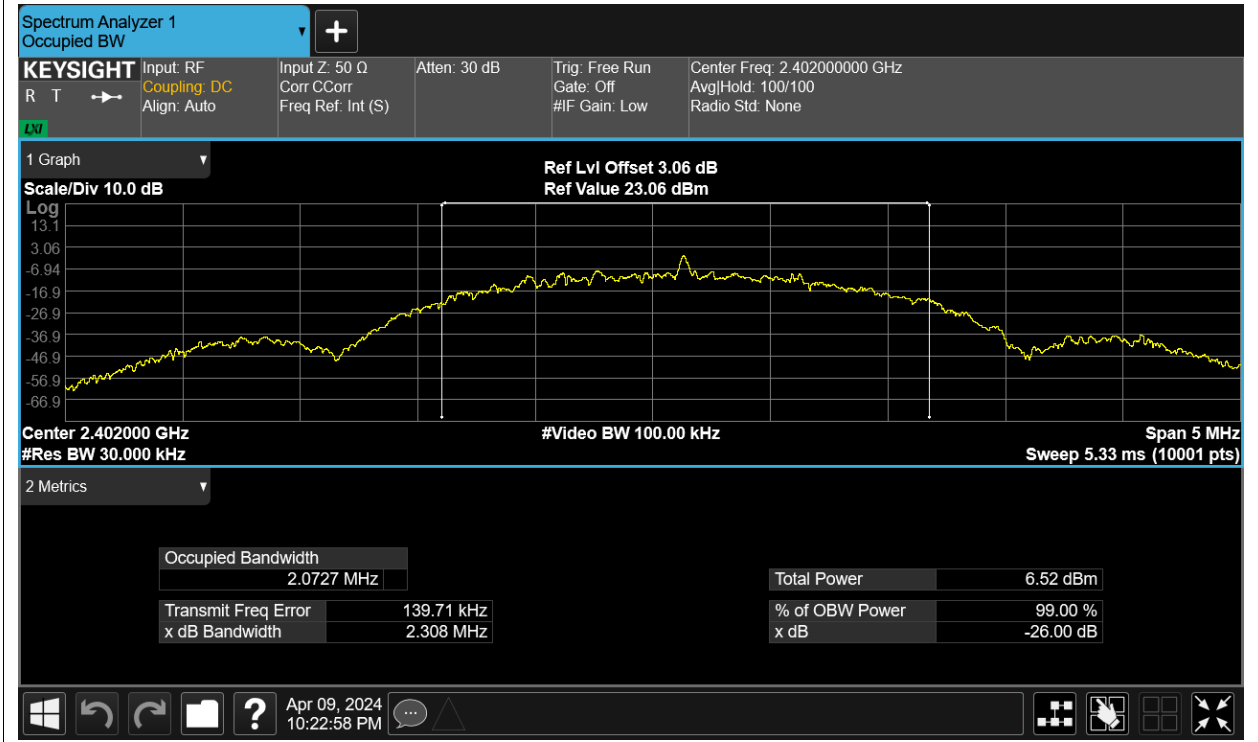 Spectrum Analyzer 1
Occupied BW
KEYSIGHT
R T
LXI
Input: RF
Coupling: DC
Align: Auto
Input Z: 50 Ω
Corr CCorr
Freq Ref: Int (S)
Atten: 30 dB
Trig: Free Run
Gate: Off
#IF Gain: Low
Center Freq: 2.402000000 GHz
Avg|Hold: 100/100
Radio Std: None
1 Graph
Scale/Div 10.0 dB
Ref Lvl Offset 3.06 dB
Ref Value 23.06 dBm
Log
13.1
3.06
-6.94
-16.9
-26.9
-36.9
-46.9
-56.9
-66.9
Center 2.402000 GHz
#Res BW 30.000 kHz
#Video BW 100.00 kHz
Span 5 MHz
Sweep 5.33 ms (10001 pts)
2 Metrics
Occupied Bandwidth
2.0727 MHz
Transmit Freq Error 139.71 kHz
x dB Bandwidth 2.308 MHz
Total Power 6.52 dBm
% of OBW Power 99.00 %
x dB -26.00 dB
?
Apr 09, 2024
10:22:58 PM